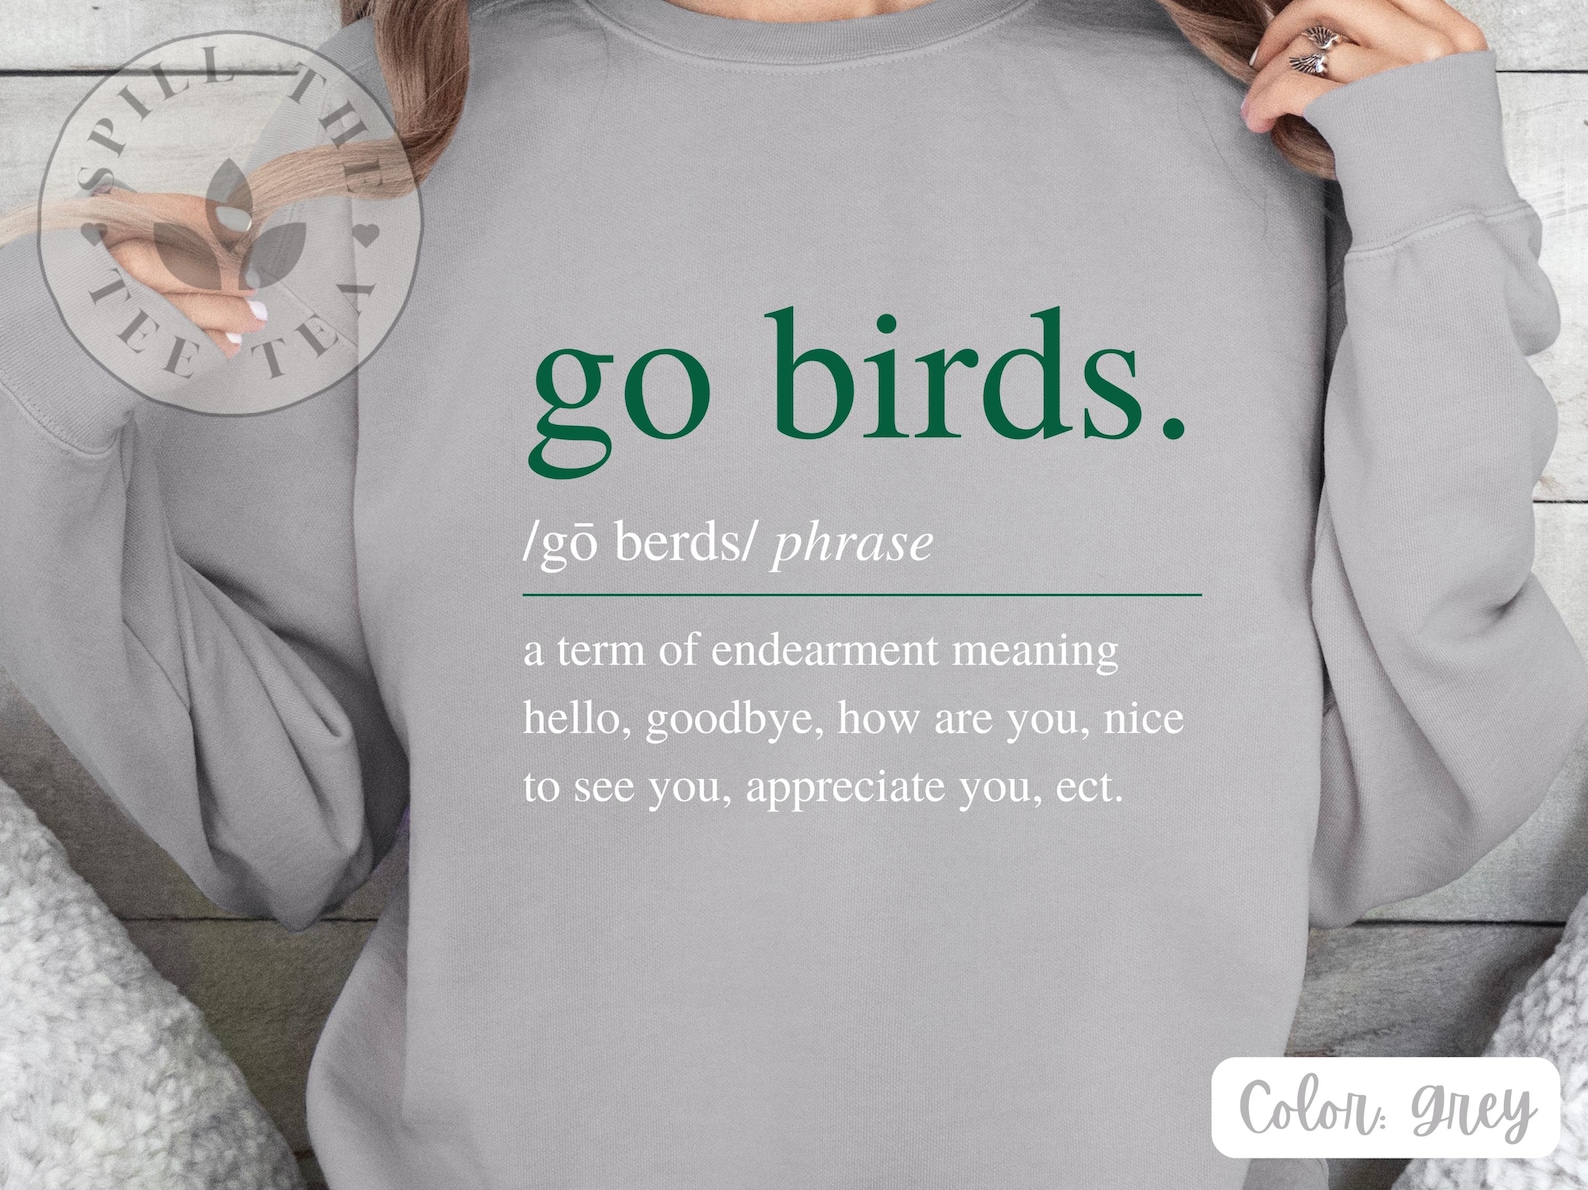 SPILL THE
TEE TEA
go birds.
/gō berds/ phrase
a term of endearment meaning
hello, goodbye, how are you, nice
to see you, appreciate you, ect.
Color: Grey